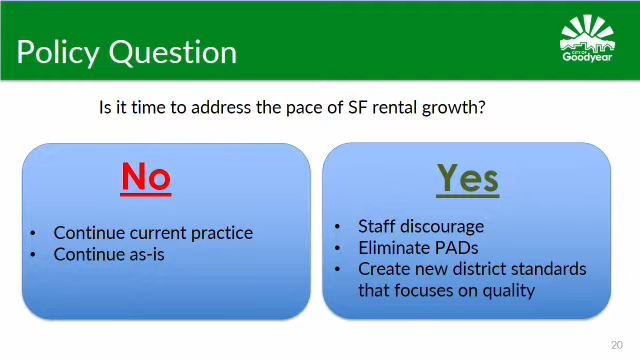 Policy Question
CITY OF
Goodyear
Is it time to address the pace of SF rental growth?
No
• Continue current practice
• Continue as-is
Yes
• Staff discourage
• Eliminate PADs
• Create new district standards
that focuses on quality
20